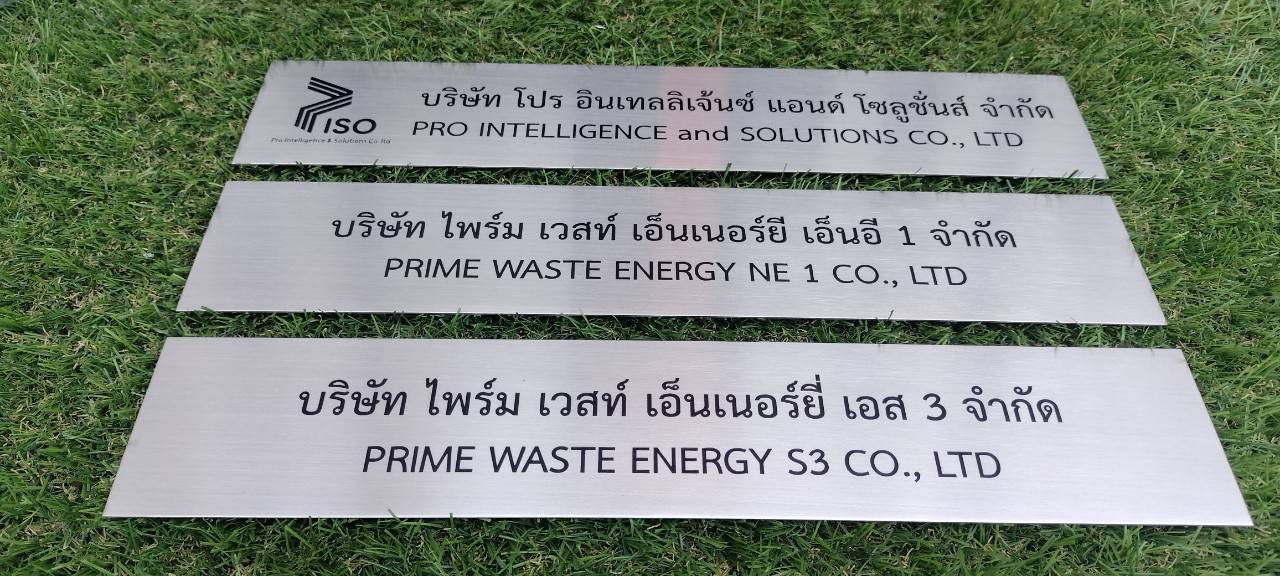 PISO
Pro Intelligence & Solutions Co ltd
บริษัท โปร อินเทลลิเจ้นซ์ แอนด์ โซลูชั่นส์ จำกัด
PRO INTELLIGENCE and SOLUTIONS CO., LTD
บริษัท ไพร์ม เวสท์ เอ็นเนอร์ยี เอ็นอี 1 จำกัด
PRIME WASTE ENERGY NE 1 CO., LTD
บริษัท ไพร์ม เวสท์ เอ็นเนอร์ยี่ เอส 3 จำกัด
PRIME WASTE ENERGY S3 CO., LTD